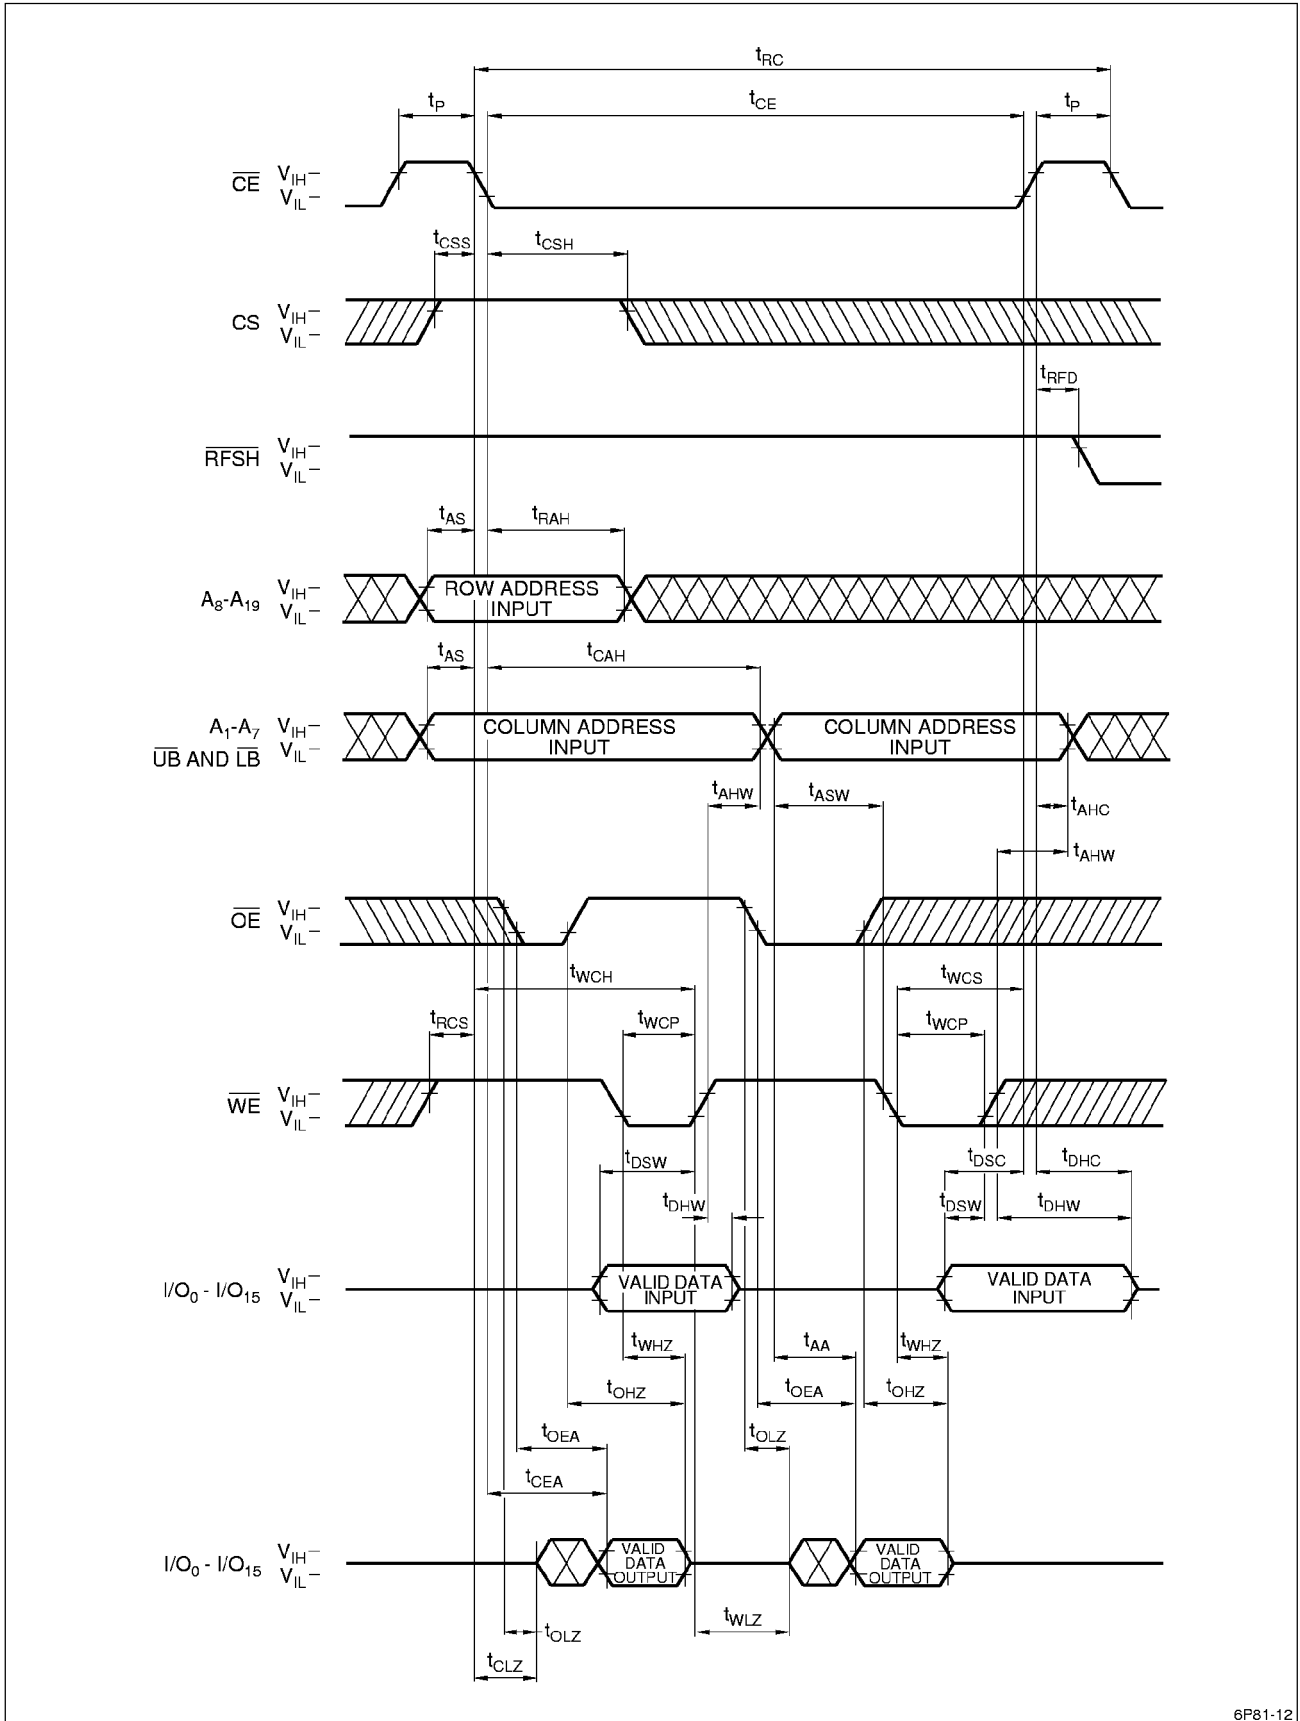 tRC
tP tCE tP
CE VIH
VIL
tCSS tCSH
CS VIH
VIL
tRFD
RFSH VIH
VIL
tAS tRAH
A8-A19 VIH
VIL
ROW ADDRESS
INPUT
tAS tCAH
A1-A7
UB AND LB VIH
VIL
COLUMN ADDRESS
INPUT
COLUMN ADDRESS
INPUT
tAHW tASW tAHC
tAHW
OE VIH
VIL
tWCH tWCS
tRCS tWCP tWCP
WE VIH
VIL
tDSW tDSC tDHC
tDHW tDSW tDHW
I/O0 - I/O15 VIH
VIL
VALID DATA
INPUT
VALID DATA
INPUT
tWHZ tAA tWHZ
tOHZ tOEA tOHZ
tOEA tOLZ
tCEA
I/O0 - I/O15 VIH
VIL
VALID
DATA
OUTPUT
VALID
DATA
OUTPUT
tOLZ tWLZ
tCLZ
6P81-12